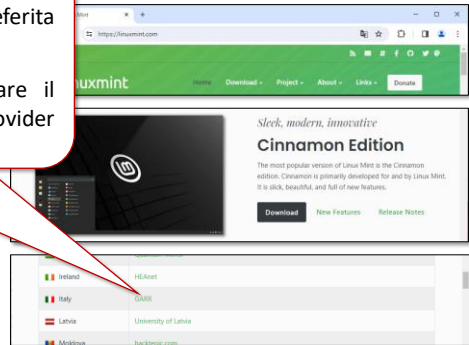 eferita
are il
ovider
https://linuxmint.com
uxmint
Home Download Project About Links Donate
Sleek, modern, innovative
Cinnamon Edition
The most popular version of Linux Mint is the Cinnamon
edition. Cinnamon is primarily developed for and by Linux Mint.
It is slick, beautiful, and full of new features.
Download New Features Release Notes
Ireland HEAnet
Italy GARR
Latvia University of Latvia
Moldova hacktegic.com